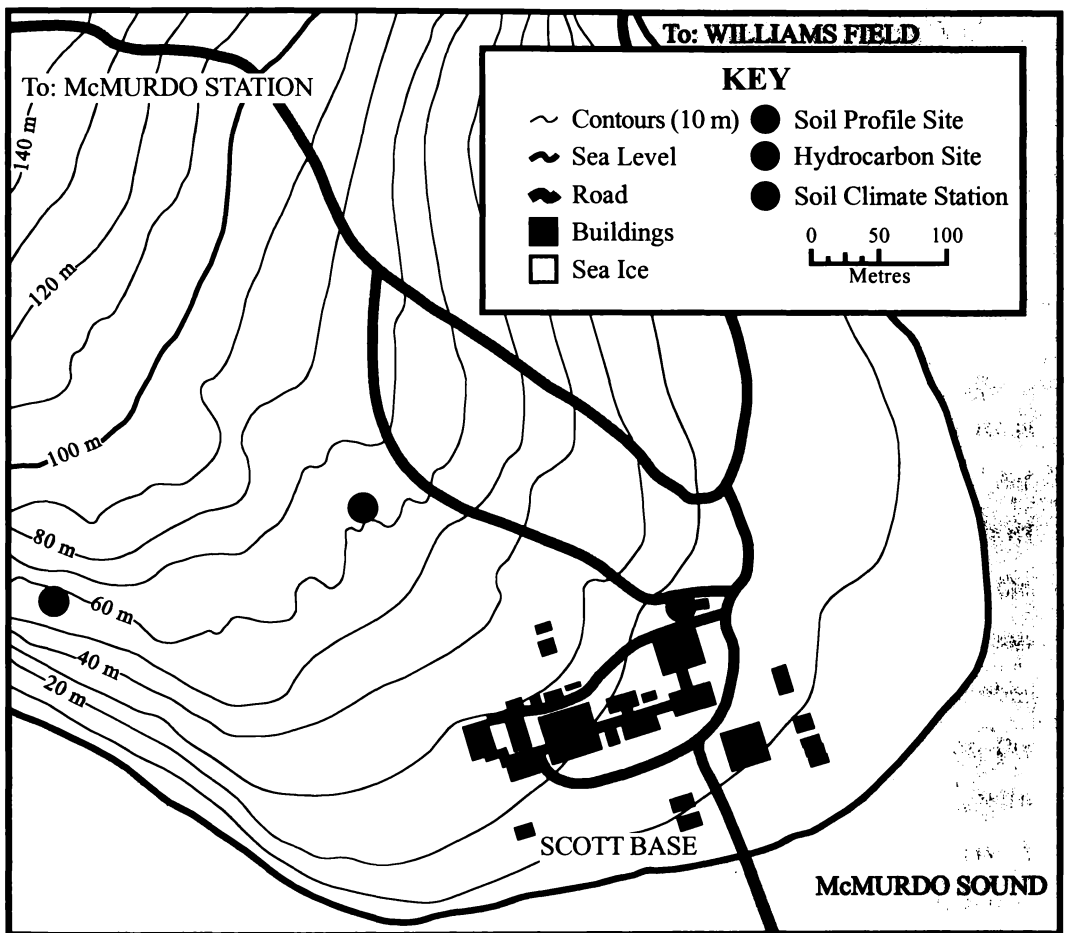 To: WILLIAMS FIELD
To: McMURDO STATION
KEY
Contours (10 m)
Sea Level
Road
Buildings
Sea Ice
Soil Profile Site
Hydrocarbon Site
Soil Climate Station
0 50 100
Metres
140 m
120 m
100 m
80 m
60 m
40 m
20 m
SCOTT BASE
McMURDO SOUND